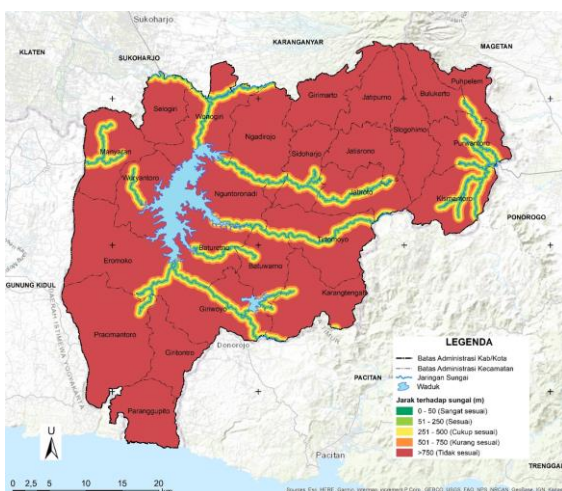 Sukoharjo
KLATEN
SUKOHARJO
KARANGANYAR
MAGETAN
Puhpelem
Girimarto
Jatipurno
Bulukerto
Selogiri
Wonogiri
Slogohimo
Ngadirojo
Purwantoro
Manyaran
Sidoharjo
Jatisrono
Wuryantoro
Jatiroto
Kismantoro
Nguntoronadi
PONOROGO
Tirtomoyo
Baturetno
Eromoko
Batuwarno
GUNUNG KIDUL
Karangtengah
Giriwoyo
DAERAH ISTIMEWA YOGYAKARTA
Pracimantoro
Donorojo
Giritontro
PACITAN
Paranggupito
Pacitan
TRENGGA
LEGENDA
Batas Administrasi Kab/Kota
Batas Administrasi Kecamatan
Jaringan Sungai
Waduk
Jarak terhadap sungai (m)
0 - 50 (Sangat sesuai)
51 - 250 (Sesuai)
251 - 500 (Cukup sesuai)
501 - 750 (Kurang sesuai)
>750 (Tidak sesuai)
U
0 2,5 5 10 15 20